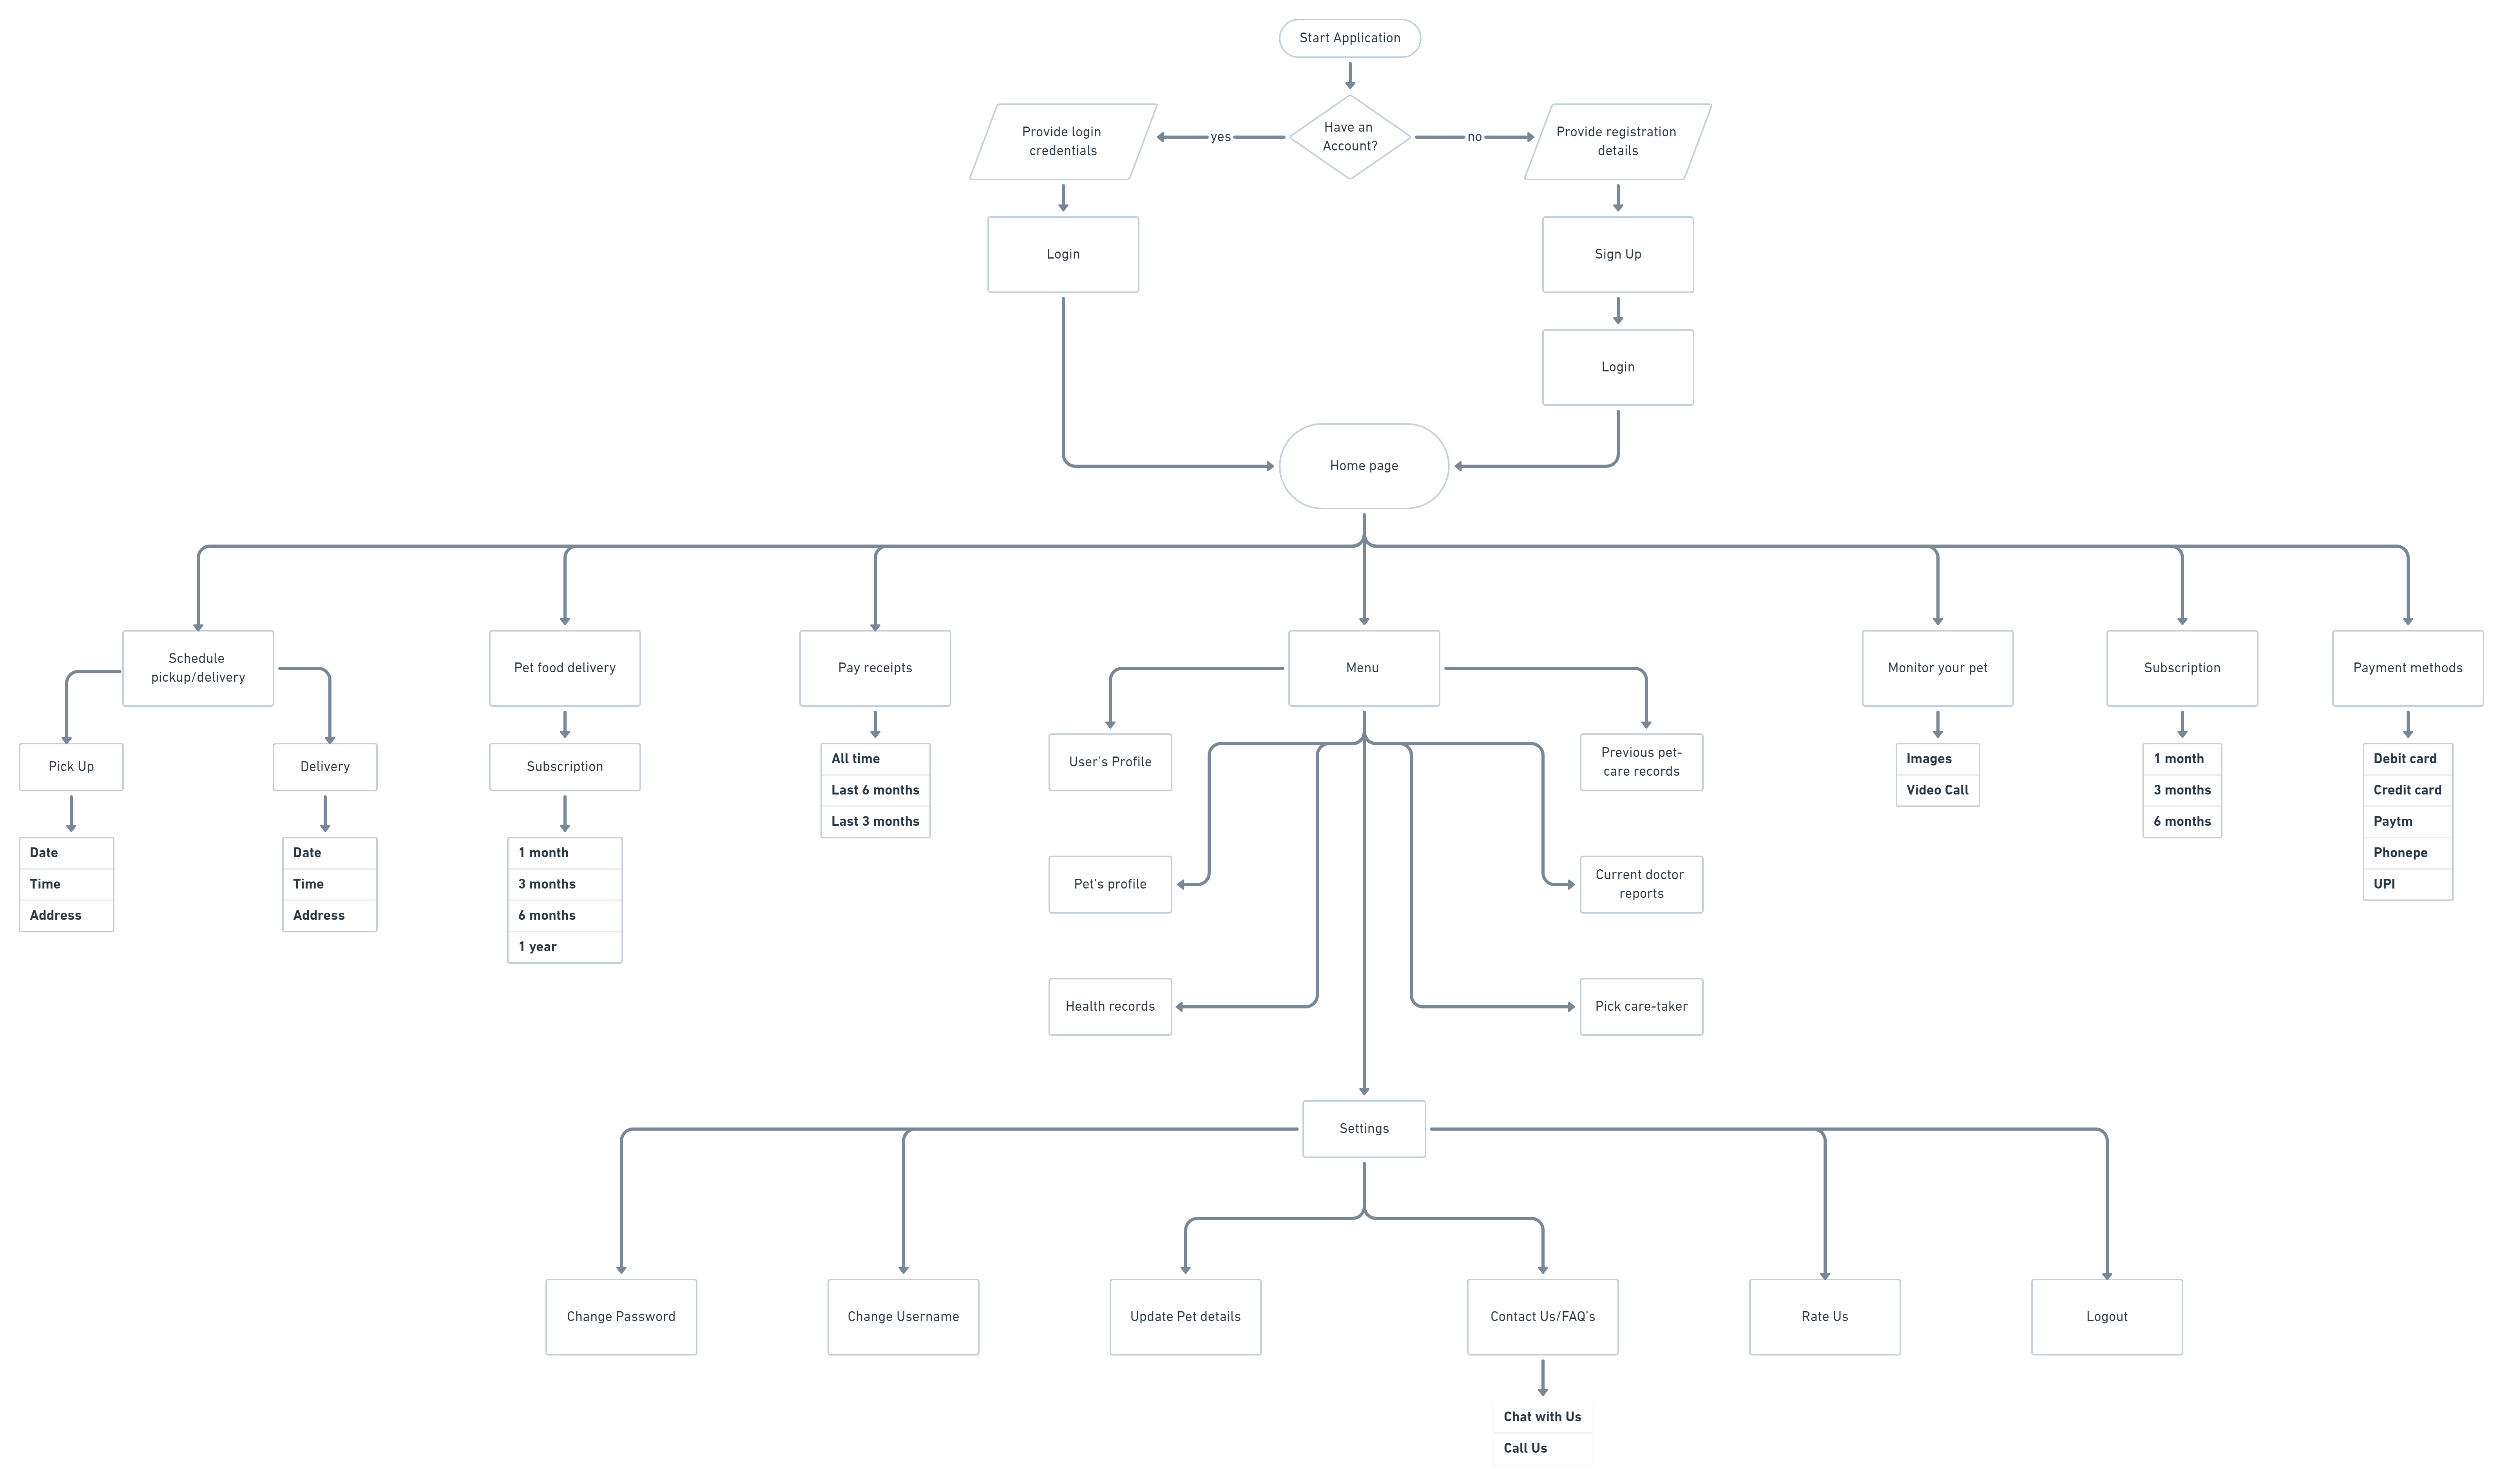 Start Application
Have an
Account?
yes
no
Provide login
credentials
Provide registration
details
Login
Sign Up
Login
Home page
Schedule
pickup/delivery
Pet food delivery
Pay receipts
Menu
Monitor your pet
Subscription
Payment methods
Pick Up
Delivery
Subscription
Date
Time
Address
Date
Time
Address
1 month
3 months
6 months
1 year
All time
Last 6 months
Last 3 months
User's Profile
Previous pet-
care records
Pet's profile
Current doctor
reports
Health records
Pick care-taker
Images
Video Call
1 month
3 months
6 months
Debit card
Credit card
Paytm
Phonepe
UPI
Settings
Change Password
Change Username
Update Pet details
Contact Us/FAQ's
Rate Us
Logout
Chat with Us
Call Us